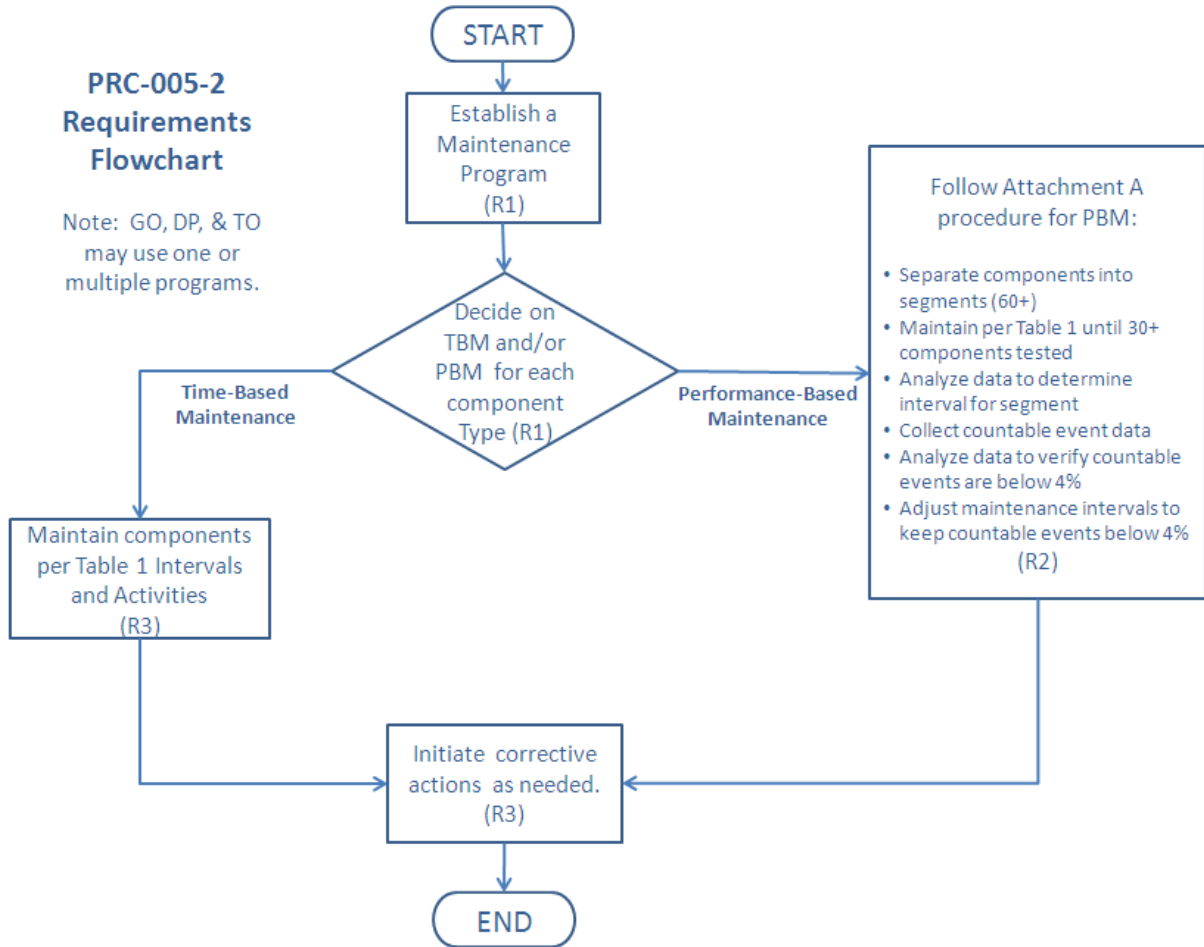 START
PRC-005-2
Requirements
Flowchart
Note: GO, DP, & TO
may use one or
multiple programs.
Establish a
Maintenance
Program
(R1)
Decide on
TBM and/or
PBM for each
component
Type (R1)
Time-Based
Maintenance
Performance-Based
Maintenance
Follow Attachment A
procedure for PBM:
• Separate components into
segments (60+)
• Maintain per Table 1 until 30+
components tested
• Analyze data to determine
interval for segment
• Collect countable event data
• Analyze data to verify countable
events are below 4%
• Adjust maintenance intervals to
keep countable events below 4%
(R2)
Maintain components
per Table 1 Intervals
and Activities
(R3)
Initiate corrective
actions as needed.
(R3)
END